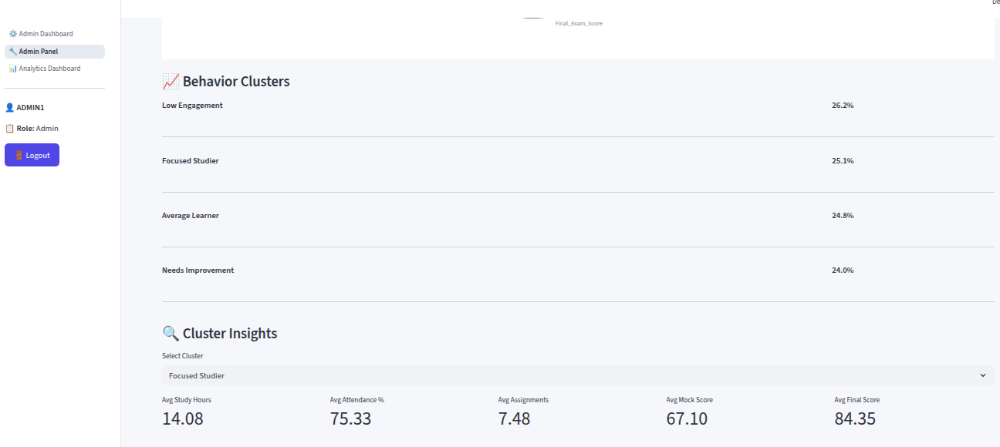 Admin Dashboard
Admin Panel
Analytics Dashboard
ADMIN1
Role: Admin
Logout
Final_Exam_Score
Behavior Clusters
Low Engagement 26.2%
Focused Studier 25.1%
Average Learner 24.8%
Needs Improvement 24.0%
Cluster Insights
Select Cluster
Focused Studier
Avg Study Hours Avg Attendance % Avg Assignments Avg Mock Score Avg Final Score
14.08 75.33 7.48 67.10 84.35